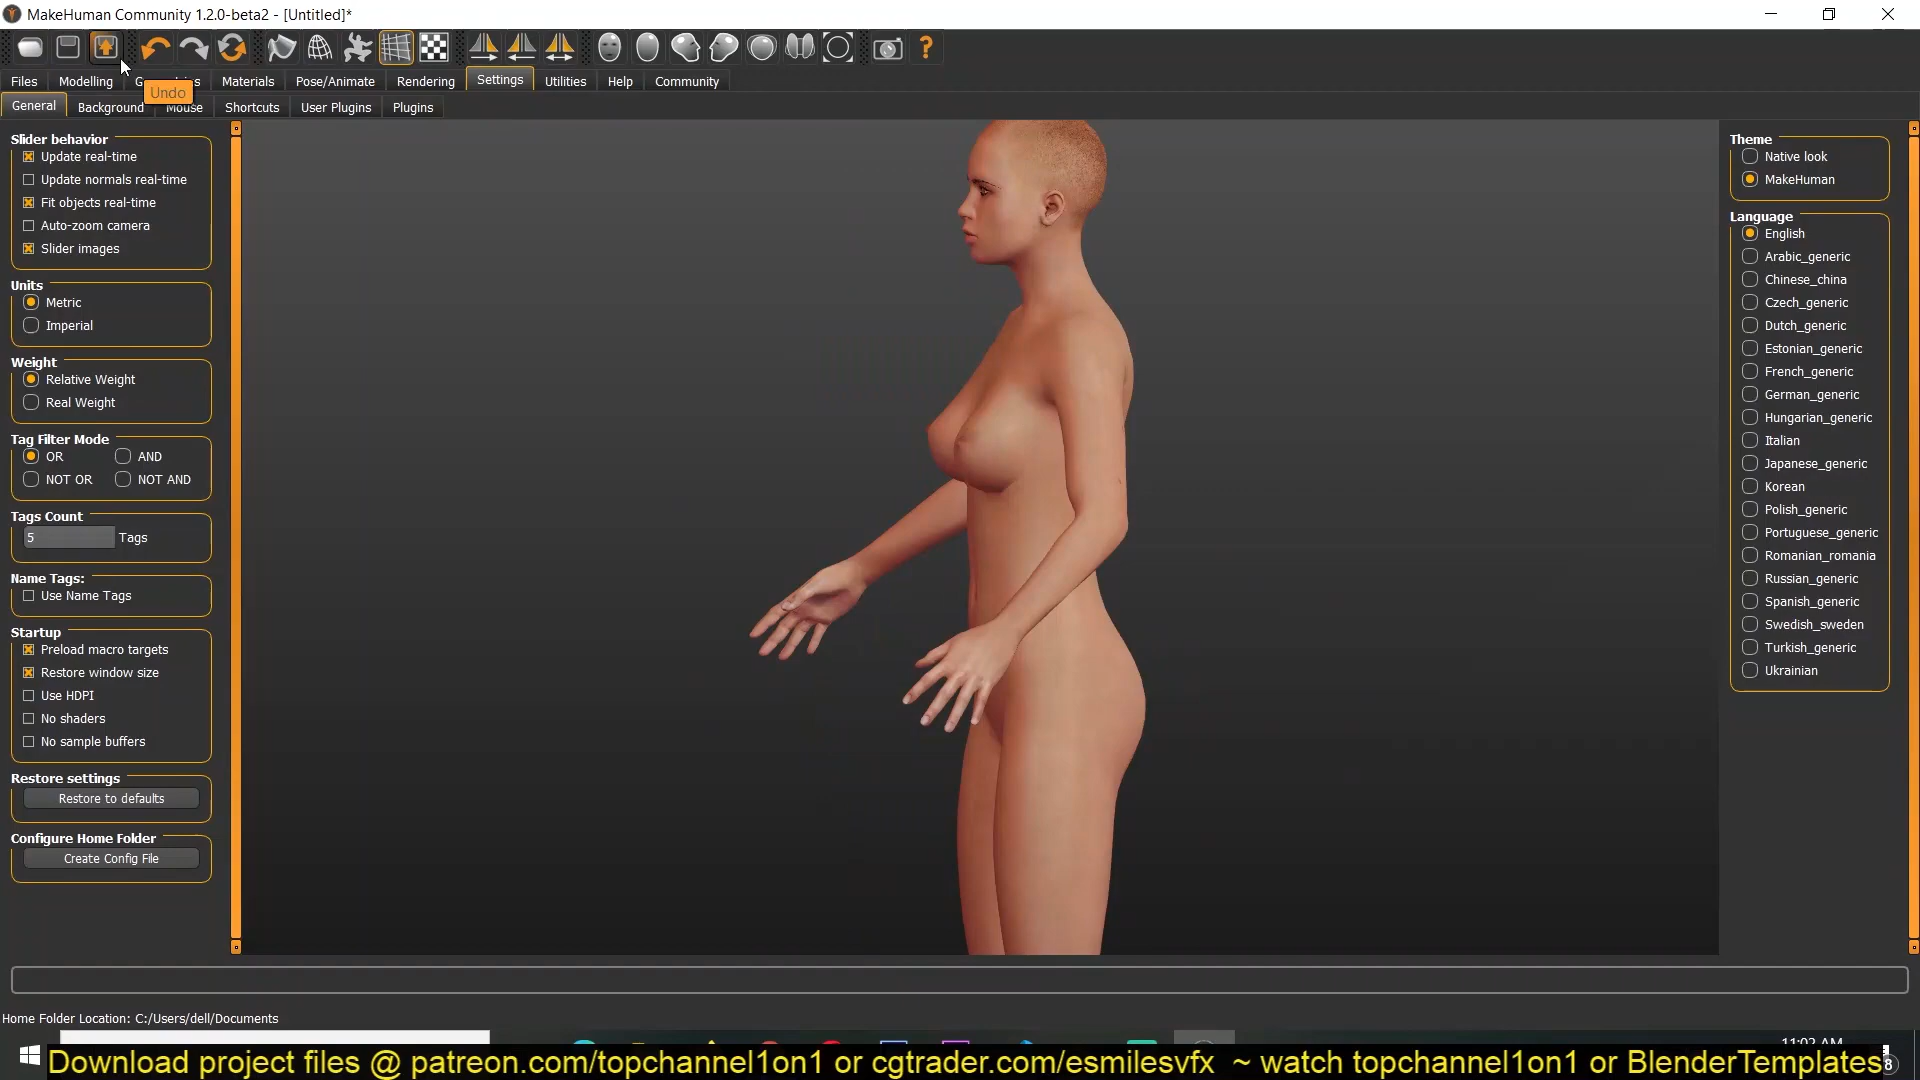 MakeHuman Community 1.2.0-beta2 - [Untitled]*
Files Modelling Materials Pose/Animate Rendering Settings Utilities Help Community
Undo
General Background Mouse Shortcuts User Plugins Plugins
Slider behavior
Update real-time
Update normals real-time
Fit objects real-time
Auto-zoom camera
Slider images
Units
Metric
Imperial
Weight
Relative Weight
Real Weight
Tag Filter Mode
OR AND
NOT OR NOT AND
Tags Count
5 Tags
Name Tags:
Use Name Tags
Startup
Preload macro targets
Restore window size
Use HDPI
No shaders
No sample buffers
Restore settings
Restore to defaults
Configure Home Folder
Create Config File
Theme
Native look
MakeHuman
Language
English
Arabic_generic
Chinese_china
Czech_generic
Dutch_generic
Estonian_generic
French_generic
German_generic
Hungarian_generic
Italian
Japanese_generic
Korean
Polish_generic
Portuguese_generic
Romanian_romania
Russian_generic
Spanish_generic
Swedish_sweden
Turkish_generic
Ukrainian
Home Folder Location: C:/Users/dell/Documents
Download project files @ patreon.com/topchannel1on1 or cgtrader.com/esmilesvfx ~ watch topchannel1on1 or BlenderTemplates